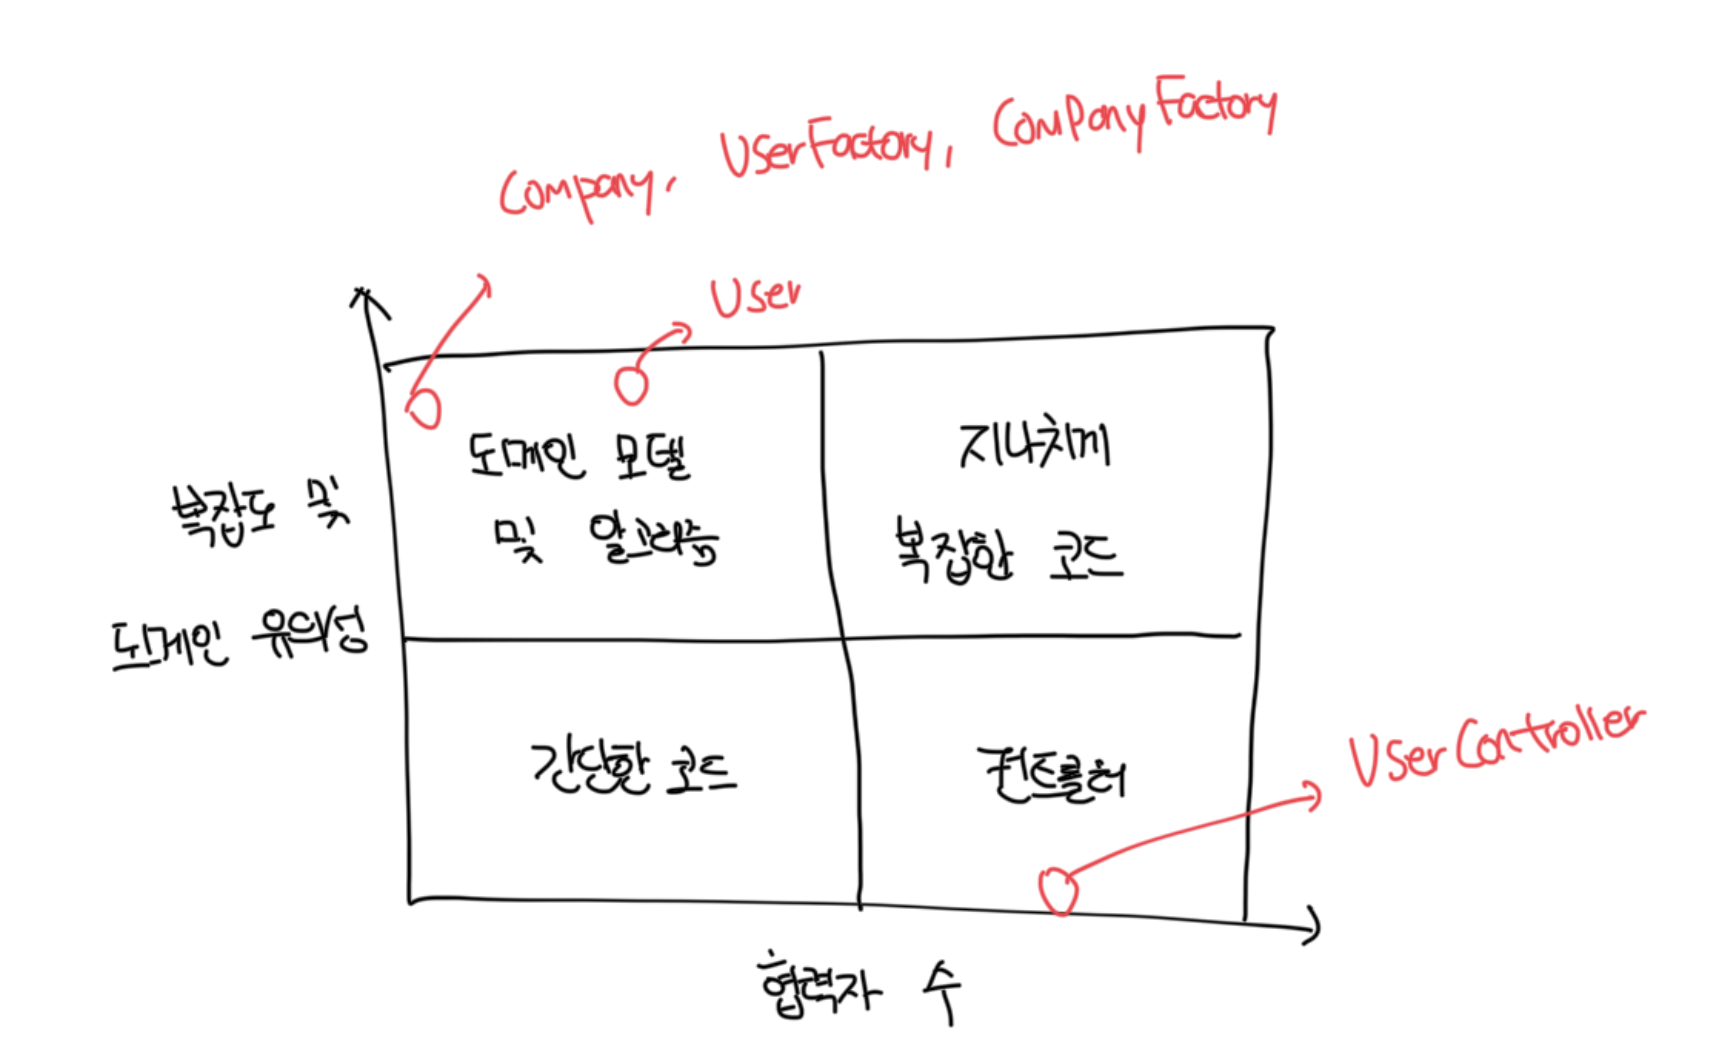 Company, UserFactory, CompanyFactory
User
도메인 모델
및 알고리즘
지나치게
복잡한 코드
복잡도 및
도메인 유의성
간단한 코드
컨트롤러
UserController
협력자 수